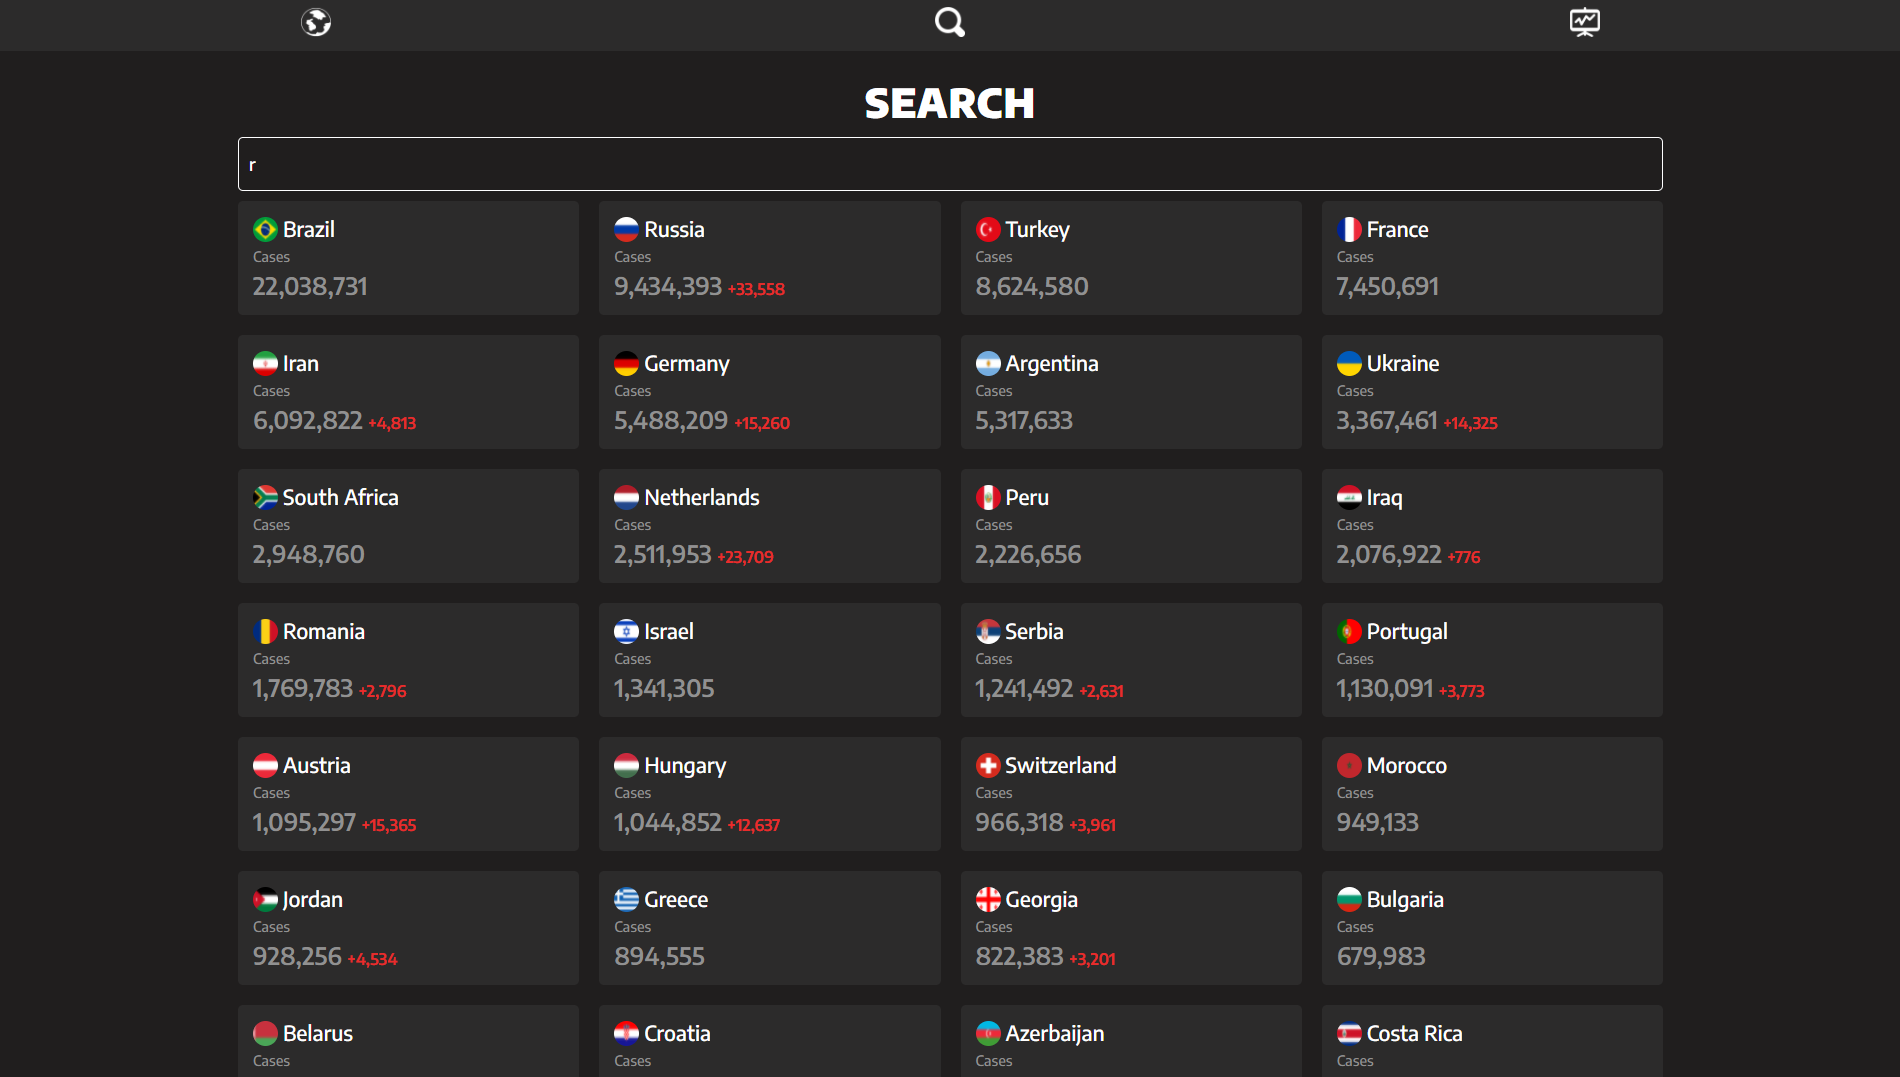 SEARCH
r
Brazil
Cases
22,038,731
Russia
Cases
9,434,393 +33,558
Turkey
Cases
8,624,580
France
Cases
7,450,691
Iran
Cases
6,092,822 +4,813
Germany
Cases
5,488,209 +15,260
Argentina
Cases
5,317,633
Ukraine
Cases
3,367,461 +14,325
South Africa
Cases
2,948,760
Netherlands
Cases
2,511,953 +23,709
Peru
Cases
2,226,656
Iraq
Cases
2,076,922 +776
Romania
Cases
1,769,783 +2,796
Israel
Cases
1,341,305
Serbia
Cases
1,241,492 +2,631
Portugal
Cases
1,130,091 +3,773
Austria
Cases
1,095,297 +15,365
Hungary
Cases
1,044,852 +12,637
Switzerland
Cases
966,318 +3,961
Morocco
Cases
949,133
Jordan
Cases
928,256 +4,534
Greece
Cases
894,555
Georgia
Cases
822,383 +3,201
Bulgaria
Cases
679,983
Belarus
Cases
Croatia
Cases
Azerbaijan
Cases
Costa Rica
Cases